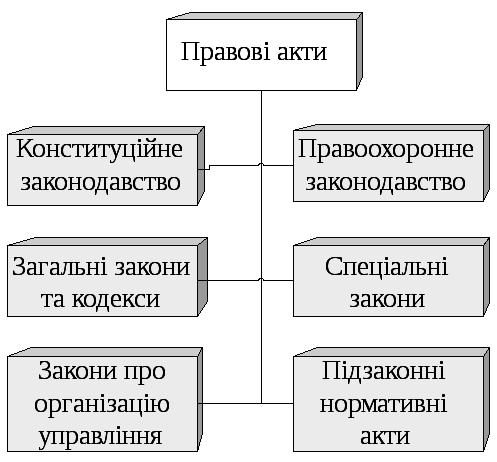 Правові акти
Конституційне
законодавство
Правоохоронне
законодавство
Загальні закони
та кодекси
Спеціальні
закони
Закони про
організацію
управління
Підзаконні
нормативні
акти